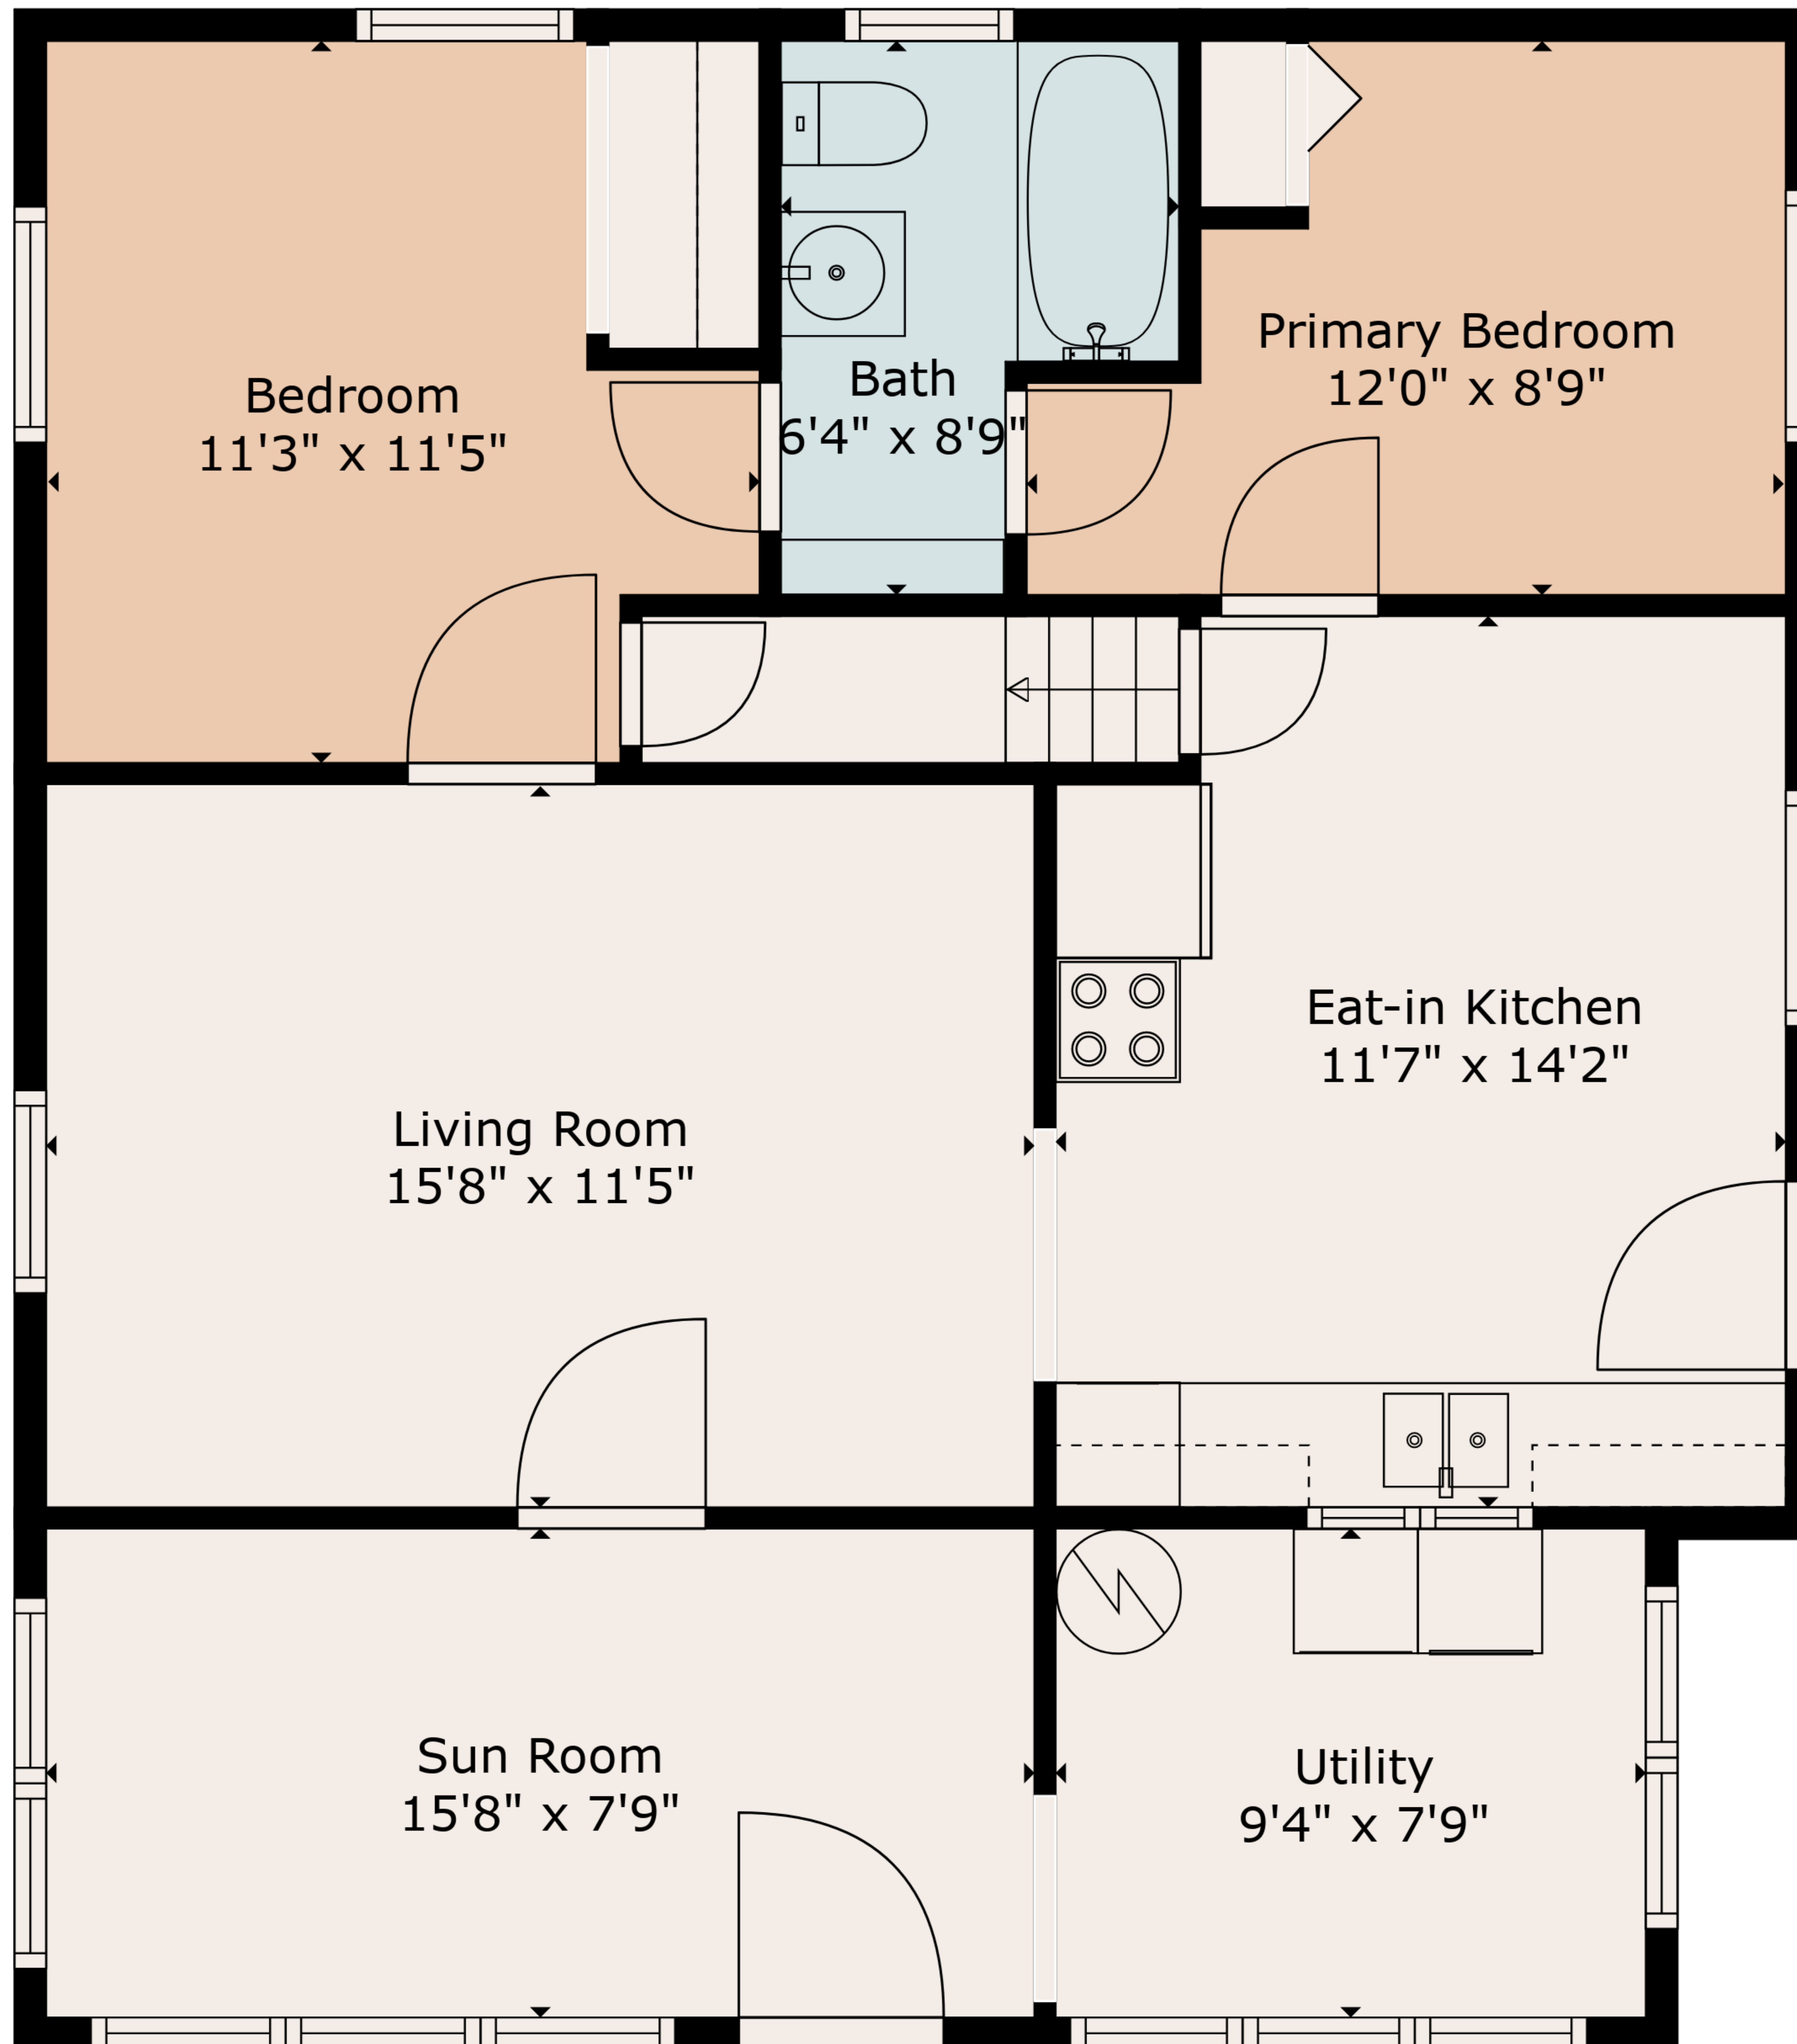 Primary Bedroom
12'0" x 8'9"
Bath
6'4" x 8'9"
Bedroom
11'3" x 11'5"
Eat-in Kitchen
11'7" x 14'2"
Living Room
15'8" x 11'5"
Sun Room
15'8" x 7'9"
Utility
9'4" x 7'9"